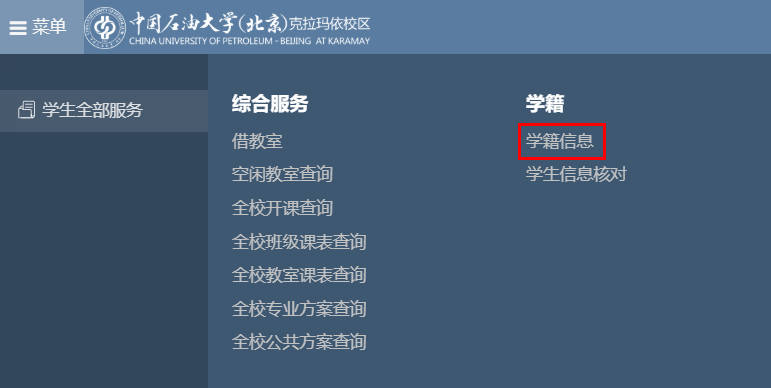 菜单
中国石油大学(北京)克拉玛依校区
CHINA UNIVERSITY OF PETROLEUM - BEIJING AT KARAMAY
学生全部服务
综合服务
借教室
空闲教室查询
全校开课查询
全校班级课表查询
全校教室课表查询
全校专业方案查询
全校公共方案查询
学籍
学籍信息
学生信息核对